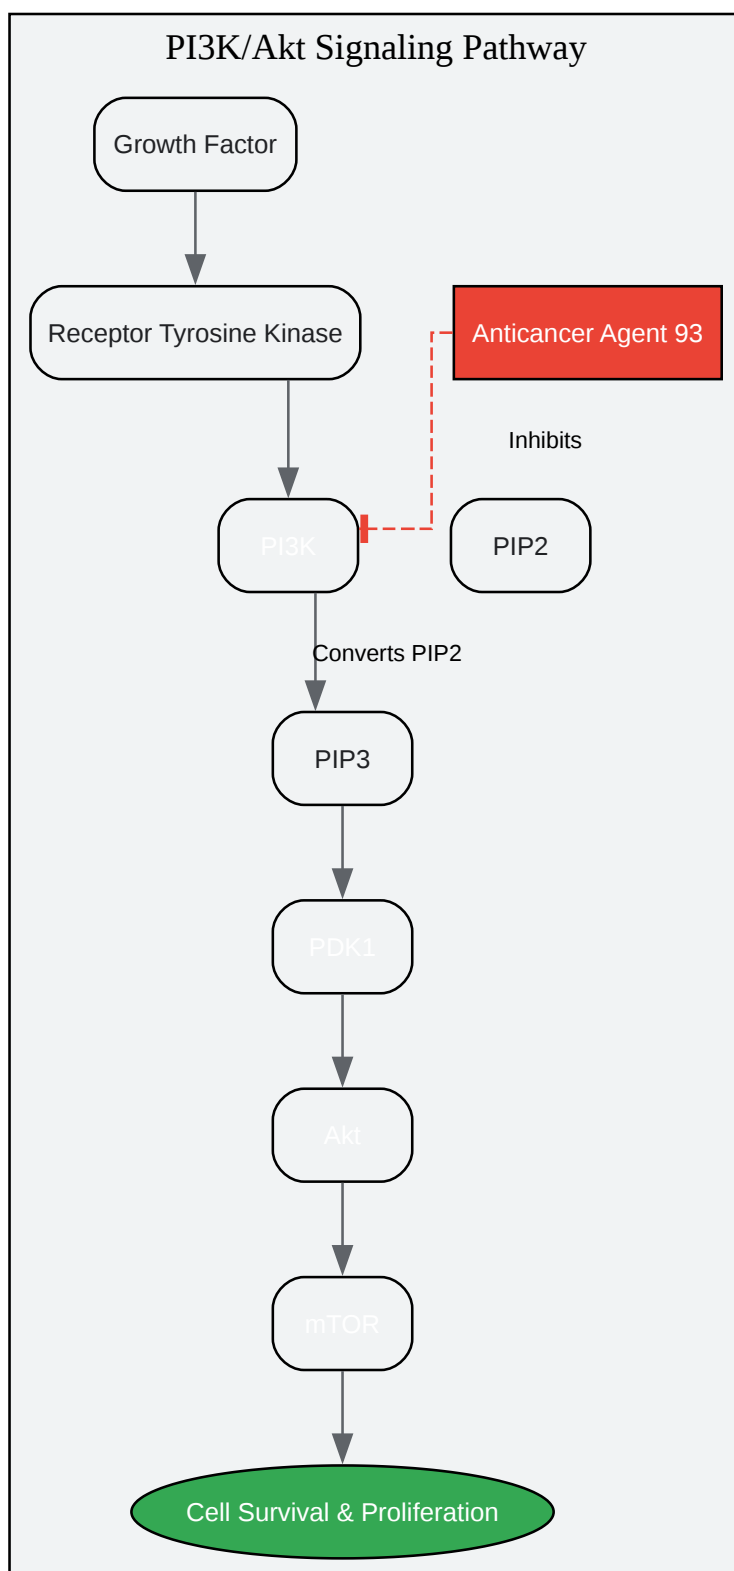 PI3K/Akt Signaling Pathway
Growth Factor
Receptor Tyrosine Kinase
Anticancer Agent 93
Inhibits
PI3K
PIP2
Converts PIP2
PIP3
PDK1
Akt
mTOR
Cell Survival & Proliferation